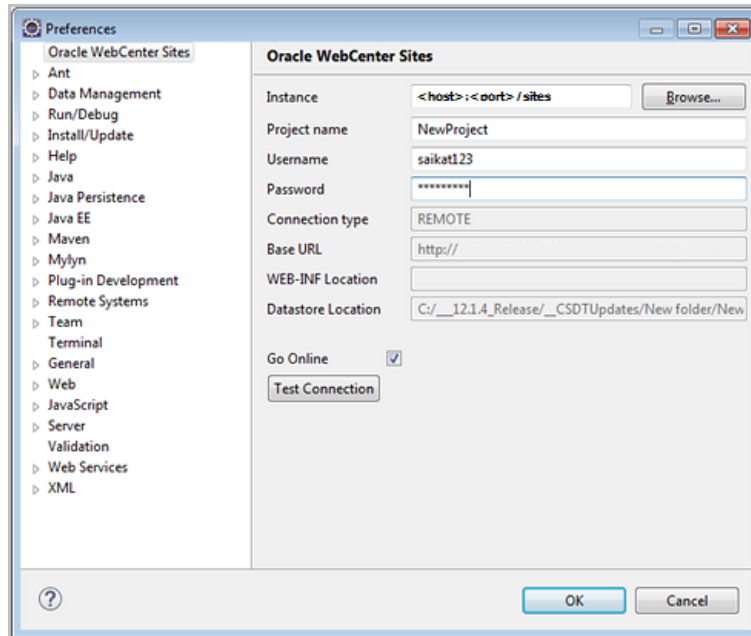 Preferences
Oracle WebCenter Sites
Ant
Data Management
Run/Debug
Install/Update
Help
Java
Java Persistence
Java EE
Maven
Mylyn
Plug-in Development
Remote Systems
Team
Terminal
General
Web
JavaScript
Server
Validation
Web Services
XML
Oracle WebCenter Sites
Instance <host>:<port>/sites Browse...
Project name NewProject
Username saikat123
Password *********
Connection type REMOTE
Base URL http://
WEB-INF Location
Datastore Location C:/__12.1.4_Release/__CSDTUpdates/New folder/New
Go Online
Test Connection
? OK Cancel